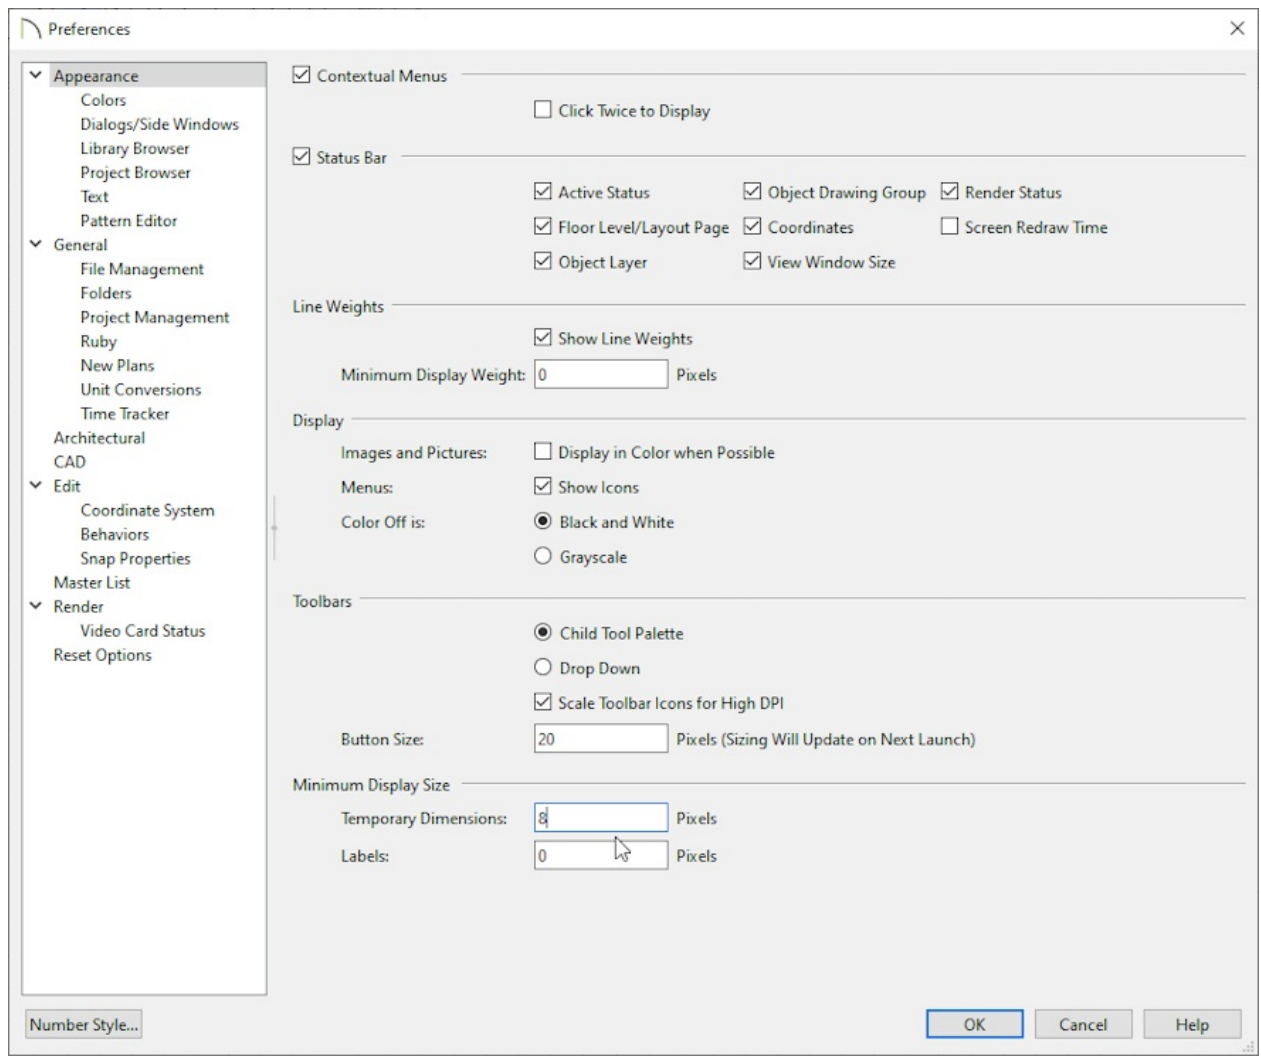 Preferences
Appearance
Colors
Dialogs/Side Windows
Library Browser
Project Browser
Text
Pattern Editor
General
File Management
Folders
Project Management
Ruby
New Plans
Unit Conversions
Time Tracker
Architectural
CAD
Edit
Coordinate System
Behaviors
Snap Properties
Master List
Render
Video Card Status
Reset Options
Contextual Menus
Click Twice to Display
Status Bar
Active Status Object Drawing Group Render Status
Floor Level/Layout Page Coordinates Screen Redraw Time
Object Layer View Window Size
Line Weights
Show Line Weights
Minimum Display Weight: 0 Pixels
Display
Images and Pictures: Display in Color when Possible
Menus: Show Icons
Color Off is: Black and White
Grayscale
Toolbars
Child Tool Palette
Drop Down
Scale Toolbar Icons for High DPI
Button Size: 20 Pixels (Sizing Will Update on Next Launch)
Minimum Display Size
Temporary Dimensions: 8 Pixels
Labels: 0 Pixels
Number Style... OK Cancel Help